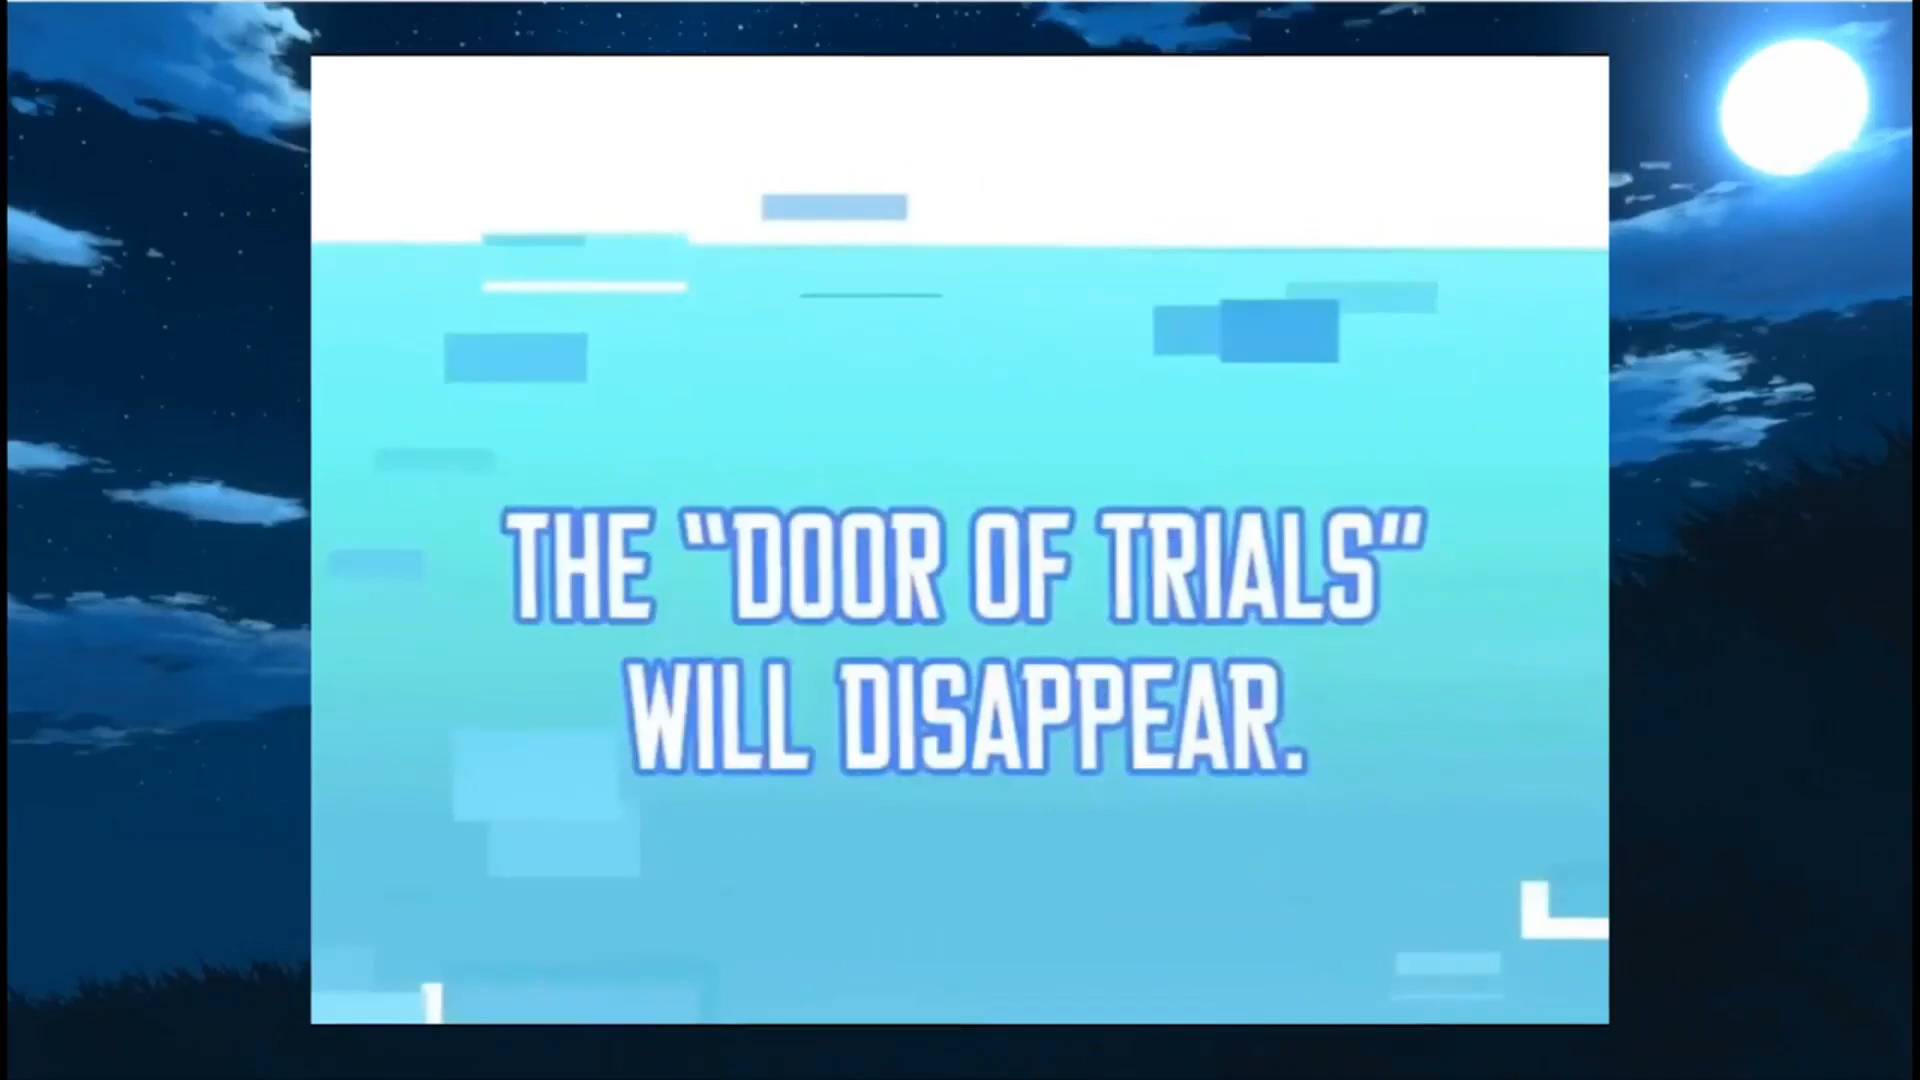 THE “DOOR OF TRIALS”
WILL DISAPPEAR.